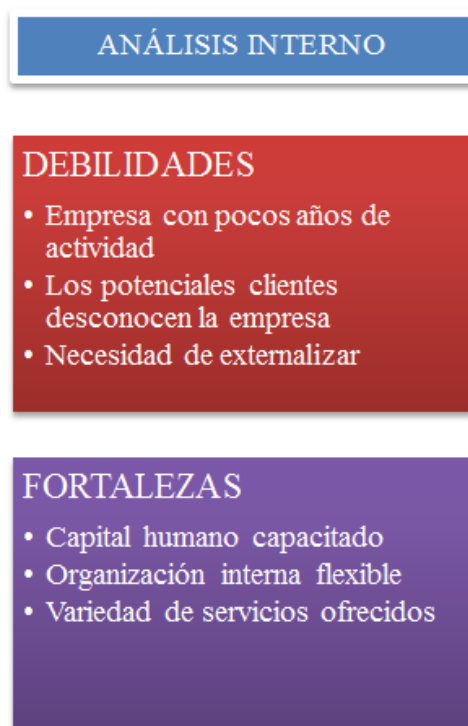 ANÁLISIS INTERNO
DEBILIDADES
• Empresa con pocos años de
actividad
• Los potenciales clientes
desconocen la empresa
• Necesidad de externalizar
FORTALEZAS
• Capital humano capacitado
• Organización interna flexible
• Variedad de servicios ofrecidos